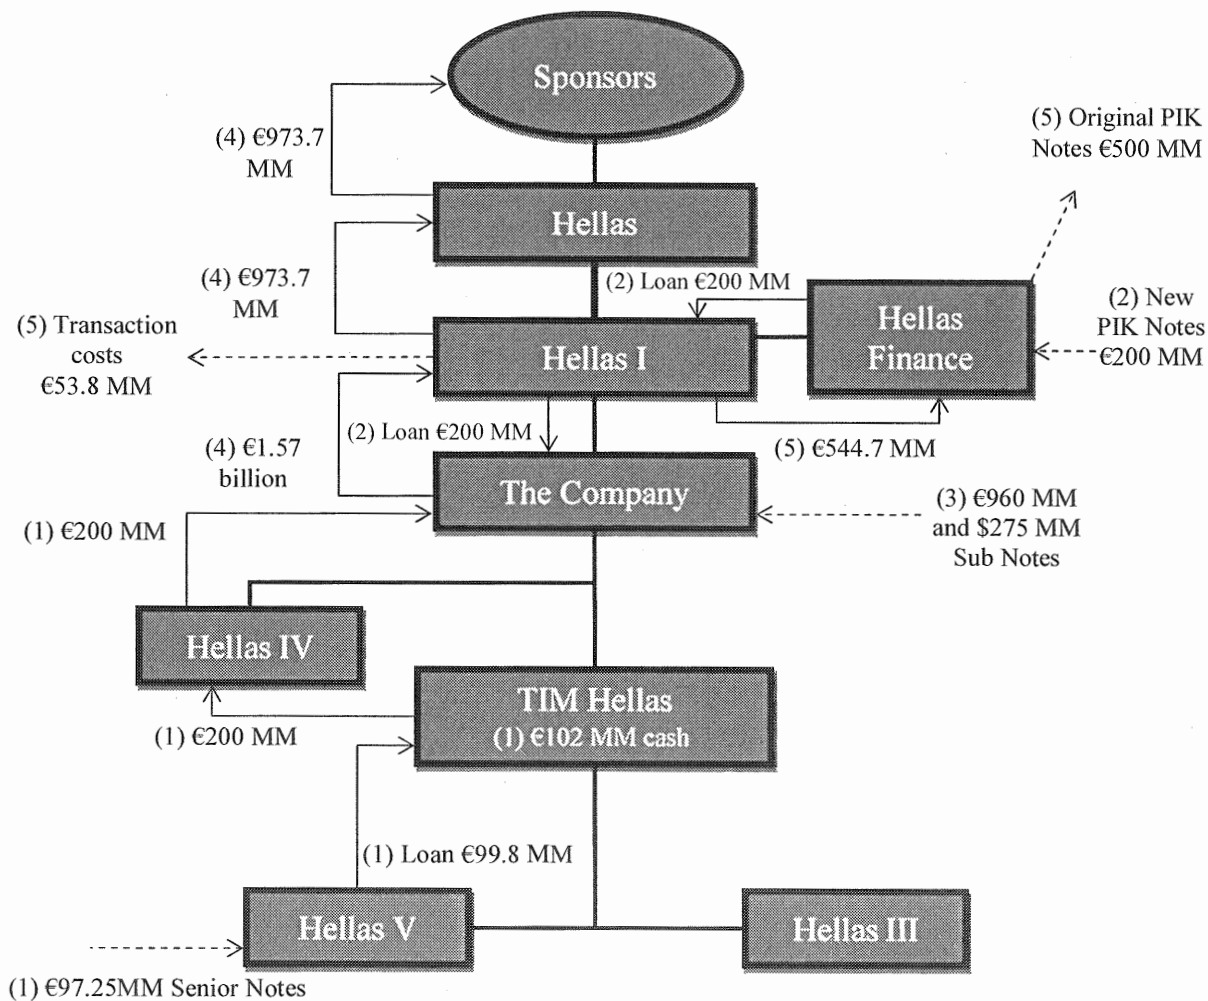 Sponsors
(4) €973.7
MM
(5) Original PIK
Notes €500 MM
Hellas
(4) €973.7
MM
(2) Loan €200 MM
Hellas
Finance
(2) New
PIK Notes
€200 MM
(5) Transaction
costs
€53.8 MM
Hellas I
(2) Loan €200 MM
(4) €1.57
billion
(5) €544.7 MM
The Company
(3) €960 MM
and $275 MM
Sub Notes
(1) €200 MM
Hellas IV
TIM Hellas
(1) €102 MM cash
(1) €200 MM
(1) Loan €99.8 MM
Hellas V
Hellas III
(1) €97.25MM Senior Notes